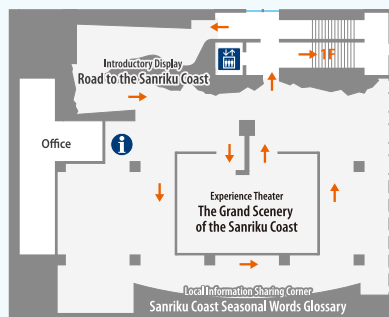 1F
Introductory Display
Road to the Sanriku Coast
Office
i
Experience Theater
The Grand Scenery
of the Sanriku Coast
Local Information Sharing Corner
Sanriku Coast Seasonal Words Glossary